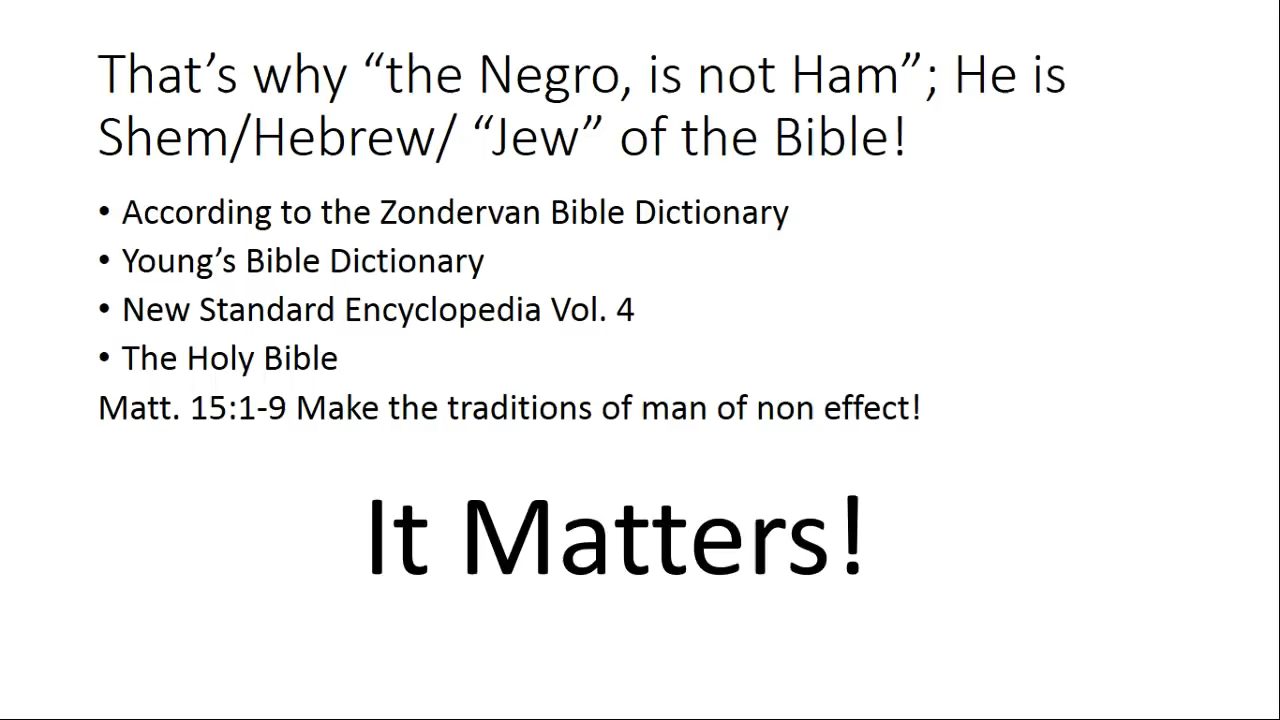 That’s why “the Negro, is not Ham”; He is
Shem/Hebrew/ “Jew” of the Bible!
• According to the Zondervan Bible Dictionary
• Young’s Bible Dictionary
• New Standard Encyclopedia Vol. 4
• The Holy Bible
Matt. 15:1-9 Make the traditions of man of non effect!
It Matters!